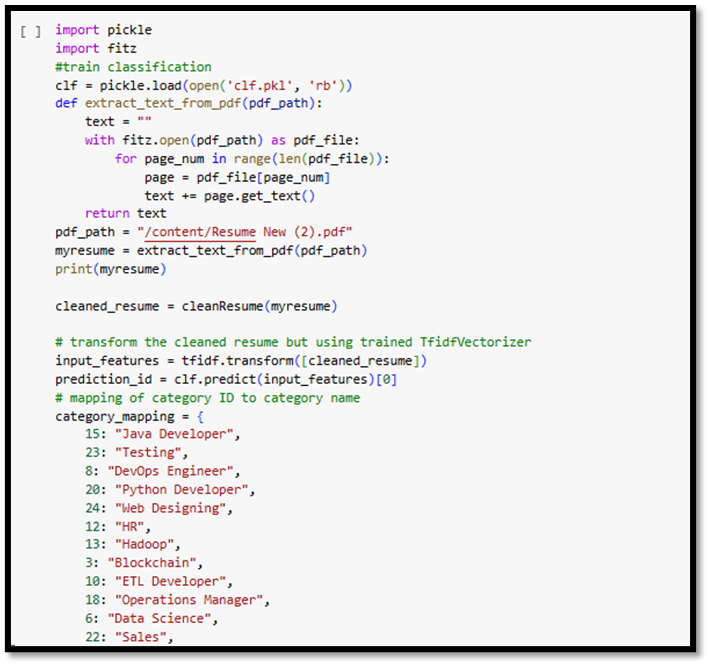 [ ] import pickle
import fitz
#train classification
clf = pickle.load(open('clf.pkl', 'rb'))
def extract_text_from_pdf(pdf_path):
    text = ""
    with fitz.open(pdf_path) as pdf_file:
        for page_num in range(len(pdf_file)):
            page = pdf_file[page_num]
            text += page.get_text()
    return text
pdf_path = "/content/Resume New (2).pdf"
myresume = extract_text_from_pdf(pdf_path)
print(myresume)

cleaned_resume = cleanResume(myresume)

# transform the cleaned resume but using trained TfidfVectorizer
input_features = tfidf.transform([cleaned_resume])
prediction_id = clf.predict(input_features)[0]
# mapping of category ID to category name
category_mapping = {
    15: "Java Developer",
    23: "Testing",
    8: "DevOps Engineer",
    20: "Python Developer",
    24: "Web Designing",
    12: "HR",
    13: "Hadoop",
    3: "Blockchain",
    10: "ETL Developer",
    18: "Operations Manager",
    6: "Data Science",
    22: "Sales",